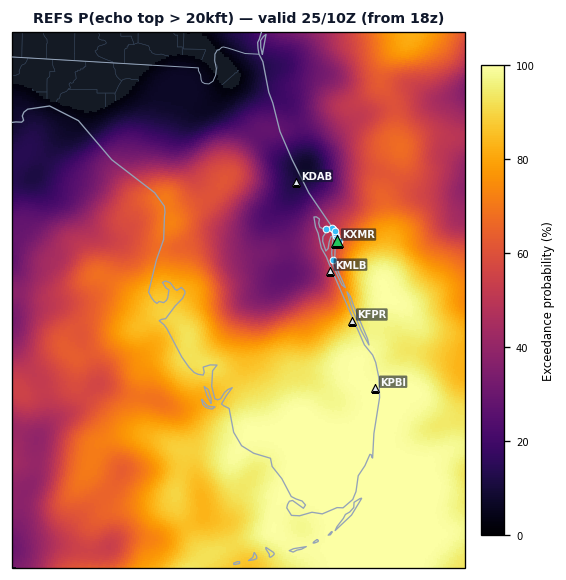 REFS P(echo top > 20kft) — valid 25/10Z (from 18z)
KDAB
KXMR
KMLB
KFPR
KPBI
100
80
60
40
20
0
Exceedance probability (%)